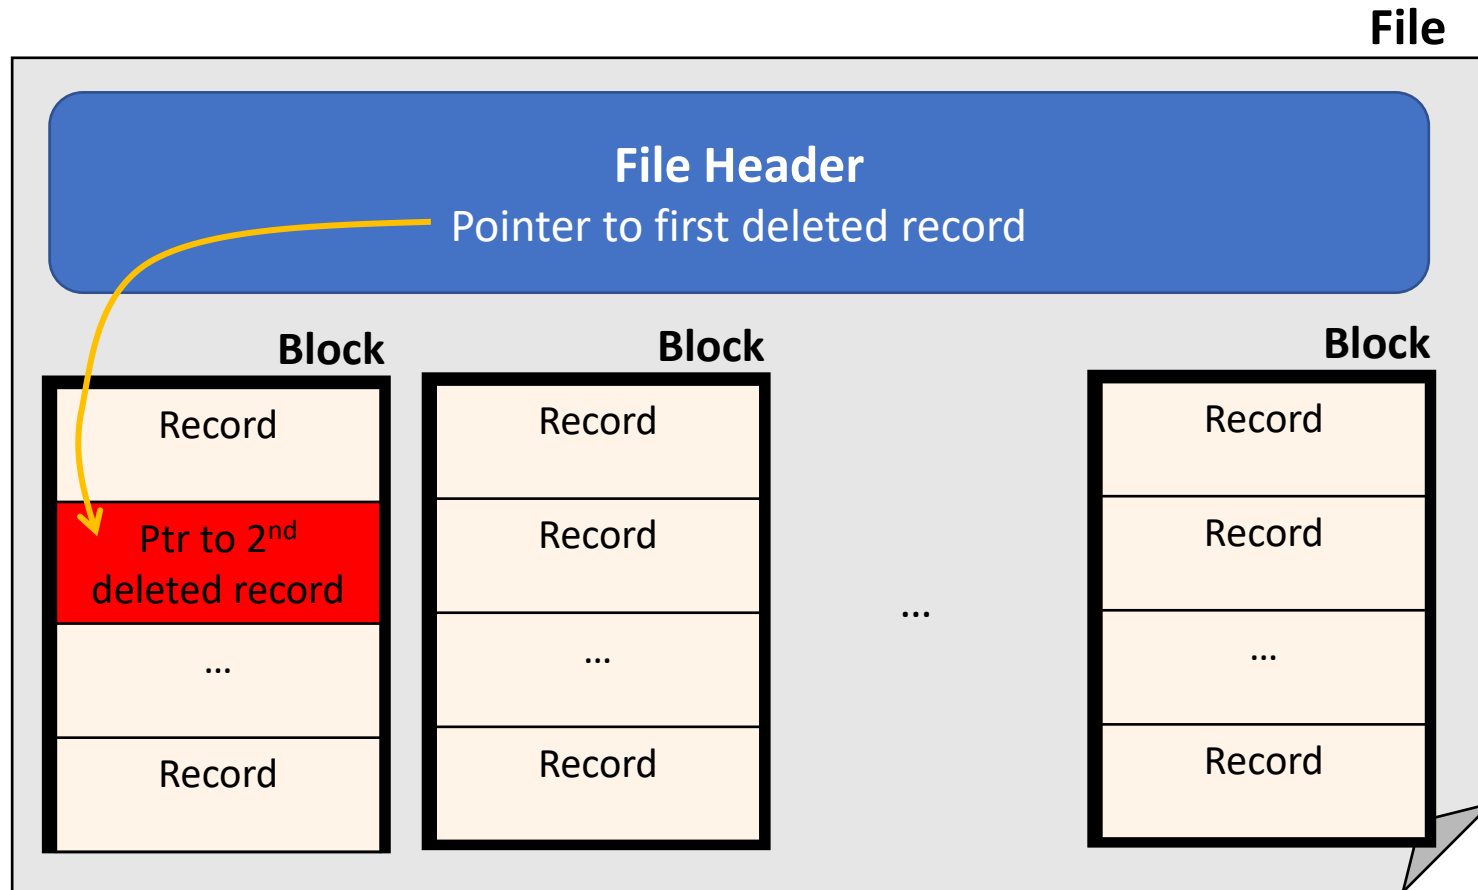 File
File Header
Pointer to first deleted record
Block
Record
Ptr to 2nd
deleted record
...
Record
Block
Record
Record
...
Record
...
Block
Record
Record
...
Record